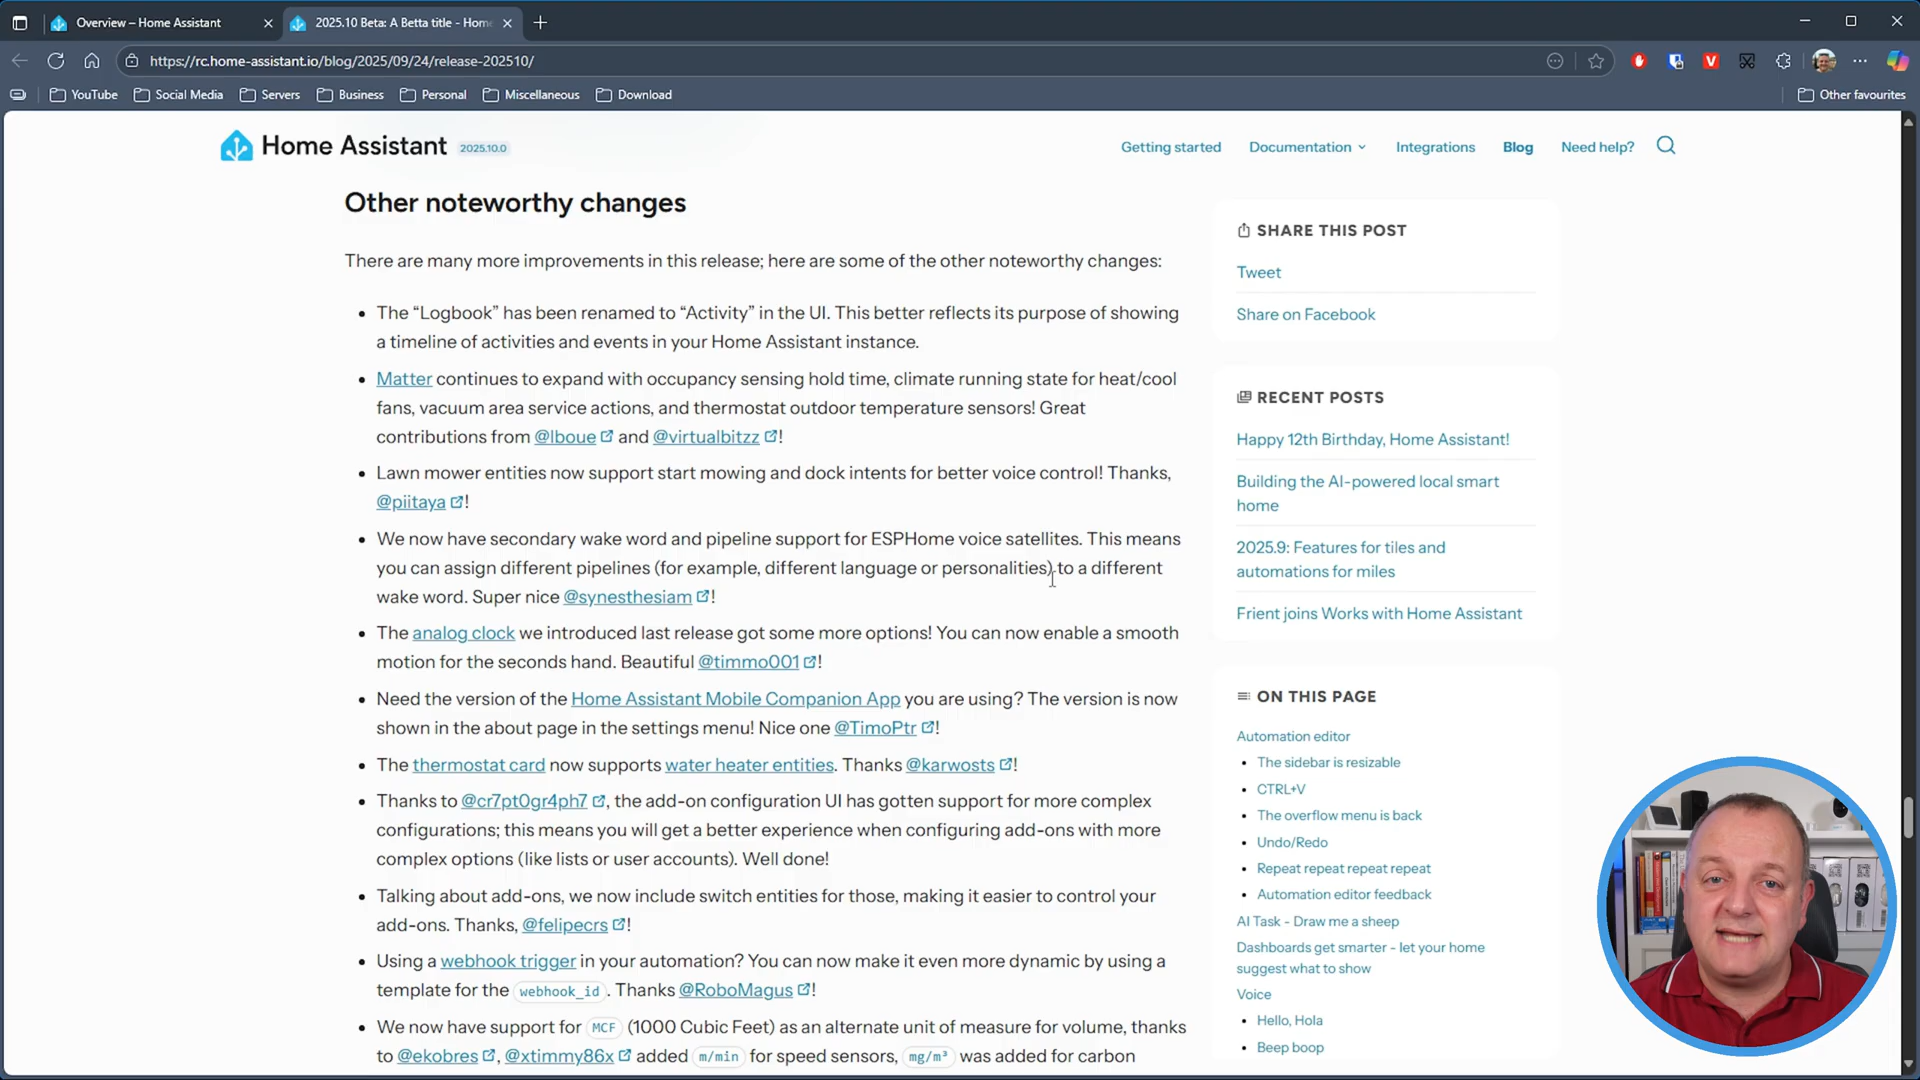 Overview – Home Assistant
2025.10 Beta: A Betta title - Home
https://rc.home-assistant.io/blog/2025/09/24/release-202510/
YouTube
Social Media
Servers
Business
Personal
Miscellaneous
Download
Other favourites
Home Assistant 2025.10.0
Getting started
Documentation
Integrations
Blog
Need help?
Other noteworthy changes
There are many more improvements in this release; here are some of the other noteworthy changes:
• The “Logbook” has been renamed to “Activity” in the UI. This better reflects its purpose of showing
a timeline of activities and events in your Home Assistant instance.
• Matter continues to expand with occupancy sensing hold time, climate running state for heat/cool
fans, vacuum area service actions, and thermostat outdoor temperature sensors! Great
contributions from @lboue and @virtualbitzz!
• Lawn mower entities now support start mowing and dock intents for better voice control! Thanks,
@piitaya!
• We now have secondary wake word and pipeline support for ESPHome voice satellites. This means
you can assign different pipelines (for example, different language or personalities) to a different
wake word. Super nice @synesthesiam!
• The analog clock we introduced last release got some more options! You can now enable a smooth
motion for the seconds hand. Beautiful @timmo001!
• Need the version of the Home Assistant Mobile Companion App you are using? The version is now
shown in the about page in the settings menu! Nice one @TimoPtr!
• The thermostat card now supports water heater entities. Thanks @karwosts!
• Thanks to @cr7pt0gr4ph7, the add-on configuration UI has gotten support for more complex
configurations; this means you will get a better experience when configuring add-ons with more
complex options (like lists or user accounts). Well done!
• Talking about add-ons, we now include switch entities for those, making it easier to control your
add-ons. Thanks, @felipecrs!
• Using a webhook trigger in your automation? You can now make it even more dynamic by using a
template for the webhook_id. Thanks @RoboMagus!
• We now have support for MCF (1000 Cubic Feet) as an alternate unit of measure for volume, thanks
to @ekobres, @xtimmy86x added m/min for speed sensors, mg/m³ was added for carbon
SHARE THIS POST
Tweet
Share on Facebook
RECENT POSTS
Happy 12th Birthday, Home Assistant!
Building the AI-powered local smart
home
2025.9: Features for tiles and
automations for miles
Frient joins Works with Home Assistant
ON THIS PAGE
Automation editor
• The sidebar is resizable
• CTRL+V
• The overflow menu is back
• Undo/Redo
• Repeat repeat repeat repeat
• Automation editor feedback
AI Task - Draw me a sheep
Dashboards get smarter - let your home
suggest what to show
Voice
• Hello, Hola
• Beep boop